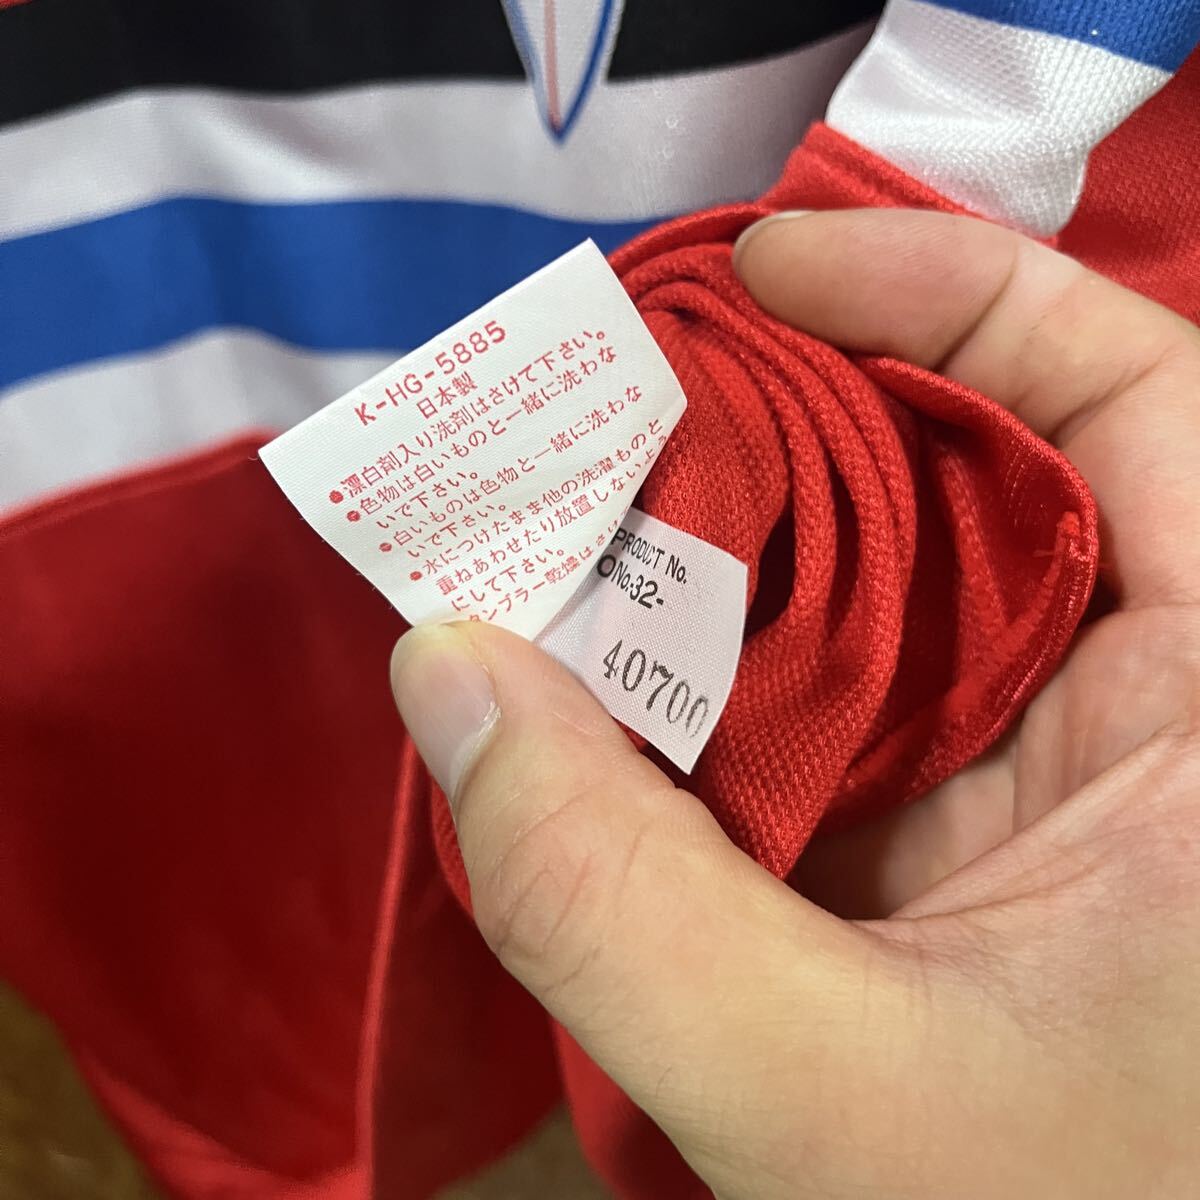 K-HG-5885
日本製
●漂白剤入り洗剤はさけて下さい。
●色物は白いものと一緒に洗わな
いで下さい。
●白いものは色物と一緒に洗わな
いで下さい。
●水につけたまま他の洗濯ものと
重ねあわせたり放置しないよう
にして下さい。
タンブラー乾燥はさけ
PRODUCT No.
No.-32-
40700